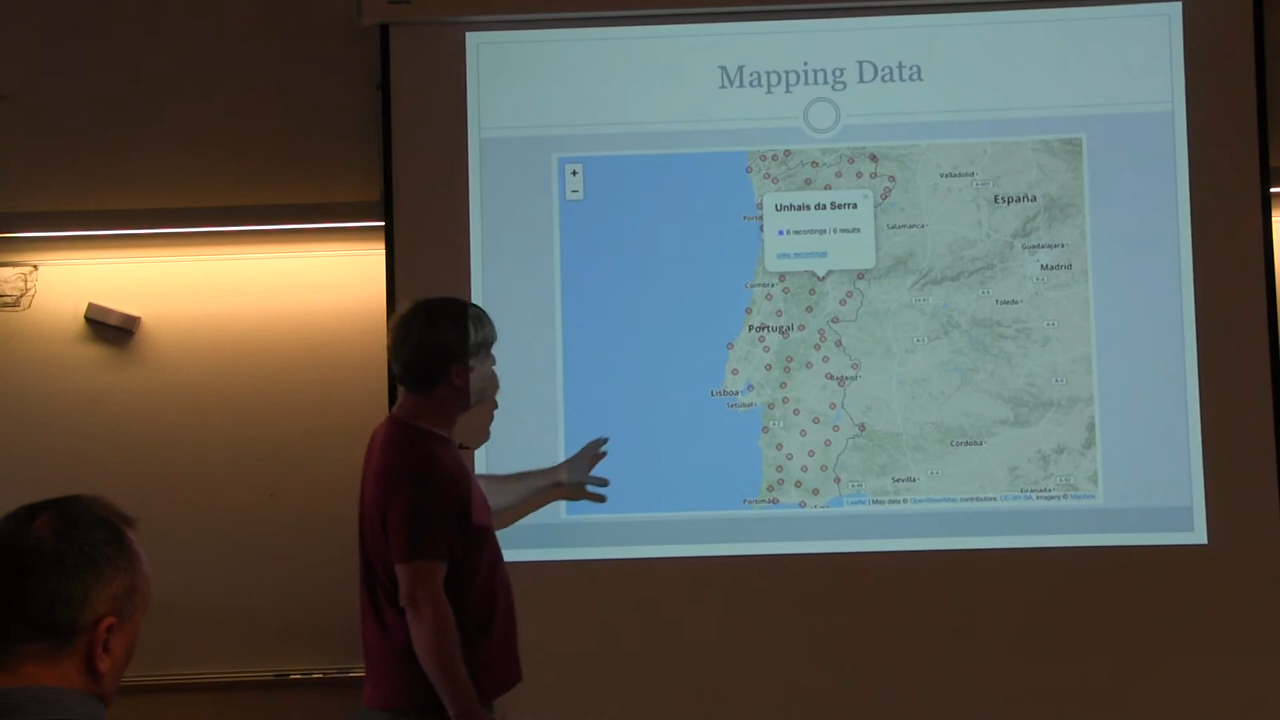 Mapping Data
+
−
Valladolid
España
Unhais da Serra
6 recordings | 6 results
view recordings
Porto
Salamanca
Guadalajara
Madrid
Coimbra
Toledo
Portugal
Badajoz
Lisboa
Setúbal
Córdoba
Sevilla
Granada
Portimão
Leaflet | Map data © OpenStreetMap contributors, CC-BY-SA, Imagery © Mapbox